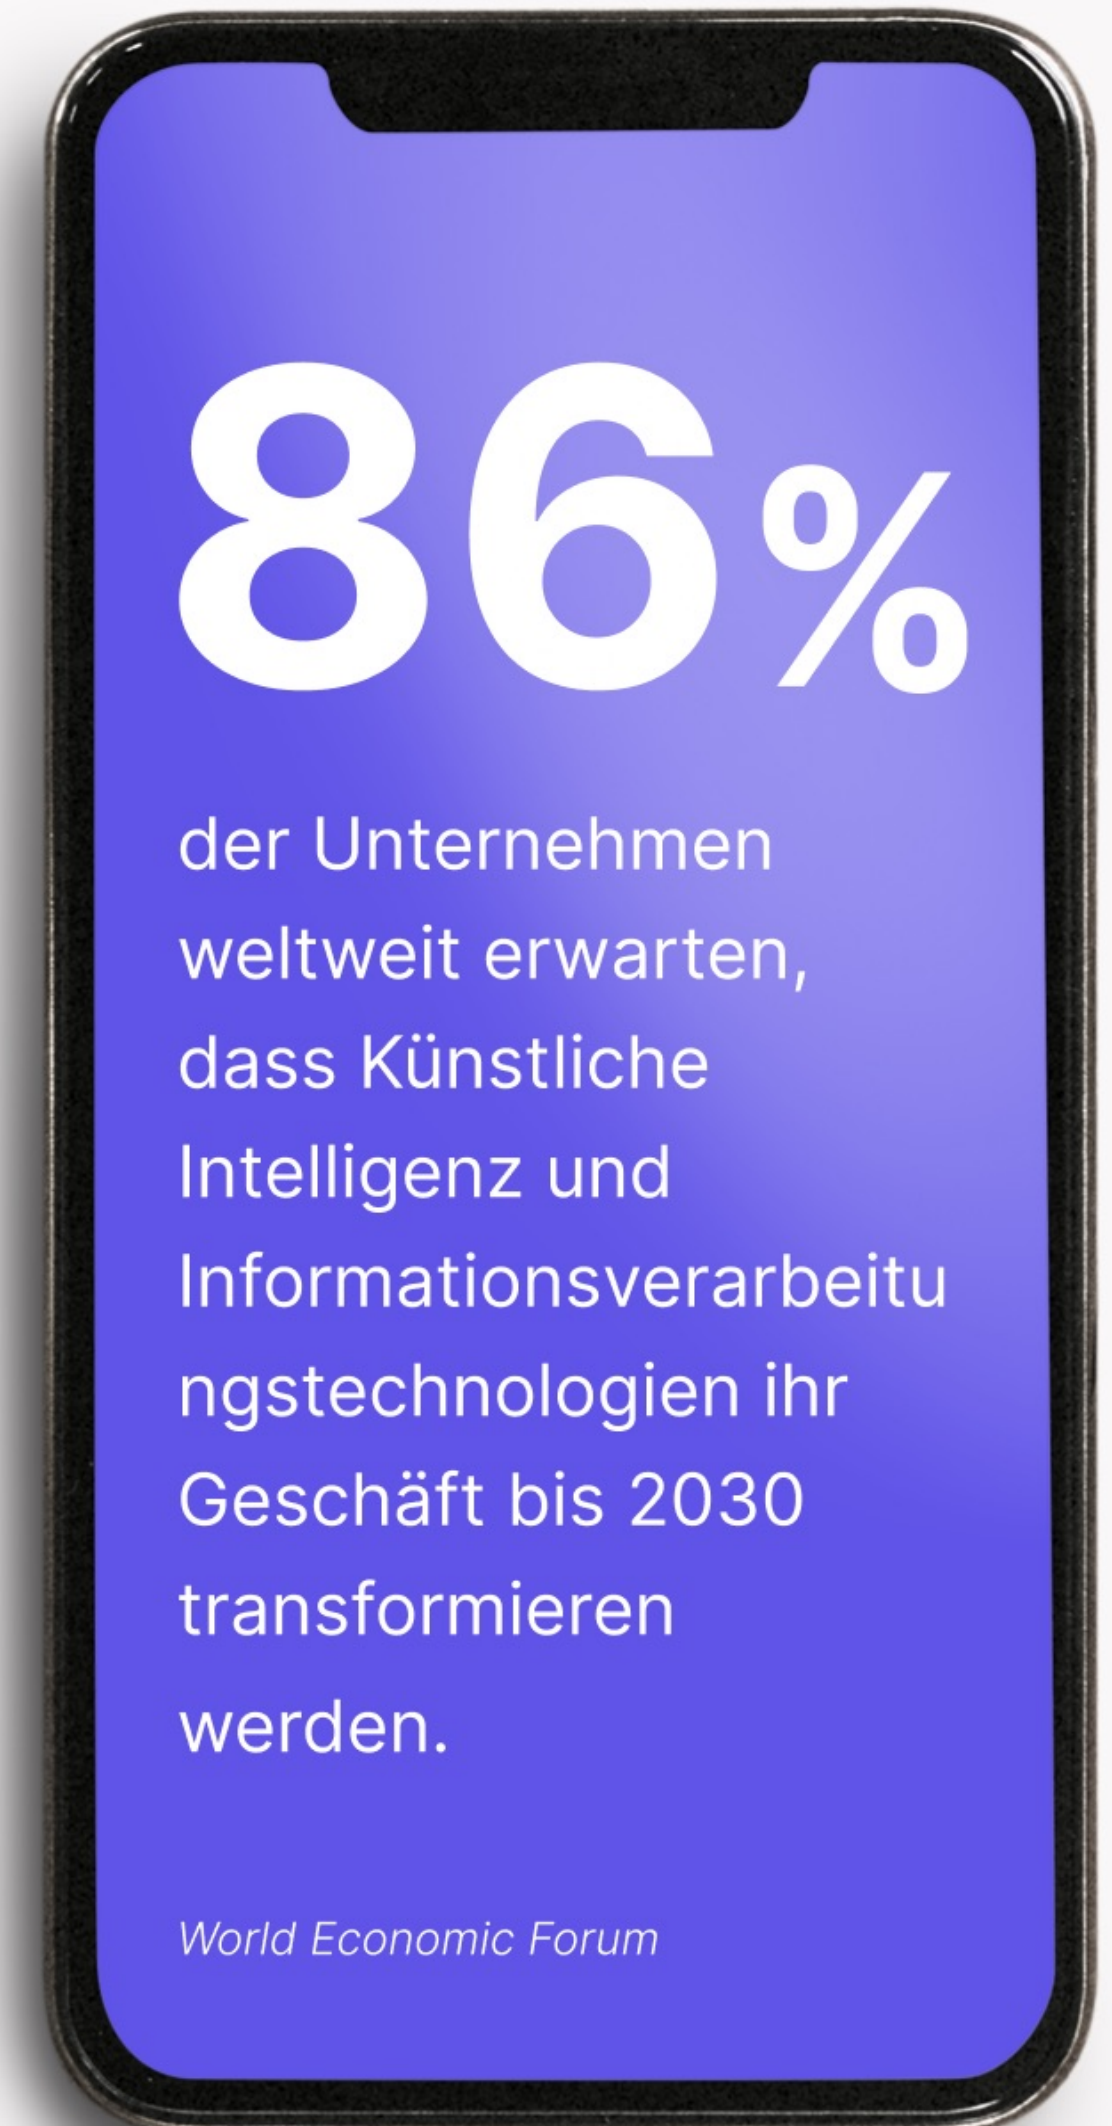 86%
der Unternehmen
weltweit erwarten,
dass Künstliche
Intelligenz und
Informationsverarbeitu
ngstechnologien ihr
Geschäft bis 2030
transformieren
werden.
World Economic Forum